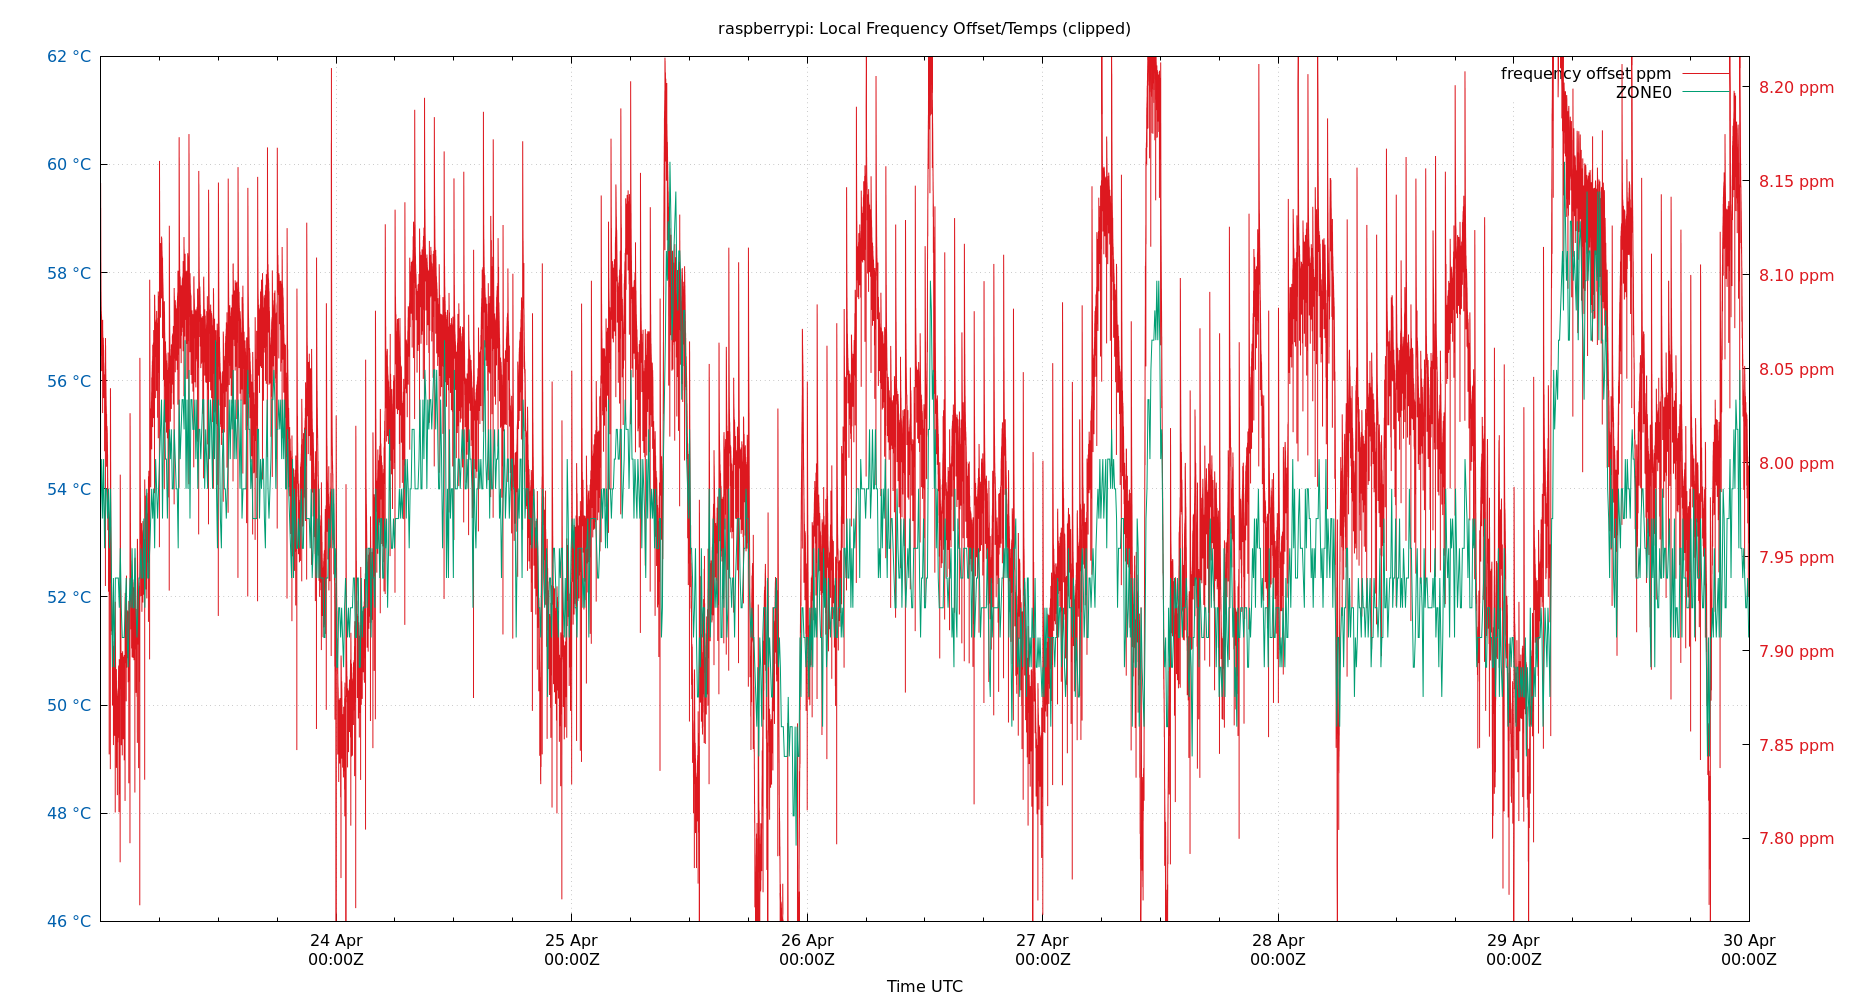 raspberrypi: Local Frequency Offset/Temps (clipped)
62 °C
60 °C
58 °C
56 °C
54 °C
52 °C
50 °C
48 °C
46 °C
frequency offset ppm
ZONE0
8.20 ppm
8.15 ppm
8.10 ppm
8.05 ppm
8.00 ppm
7.95 ppm
7.90 ppm
7.85 ppm
7.80 ppm
24 Apr 25 Apr 26 Apr 27 Apr 28 Apr 29 Apr 30 Apr
00:00Z 00:00Z 00:00Z 00:00Z 00:00Z 00:00Z 00:00Z
Time UTC